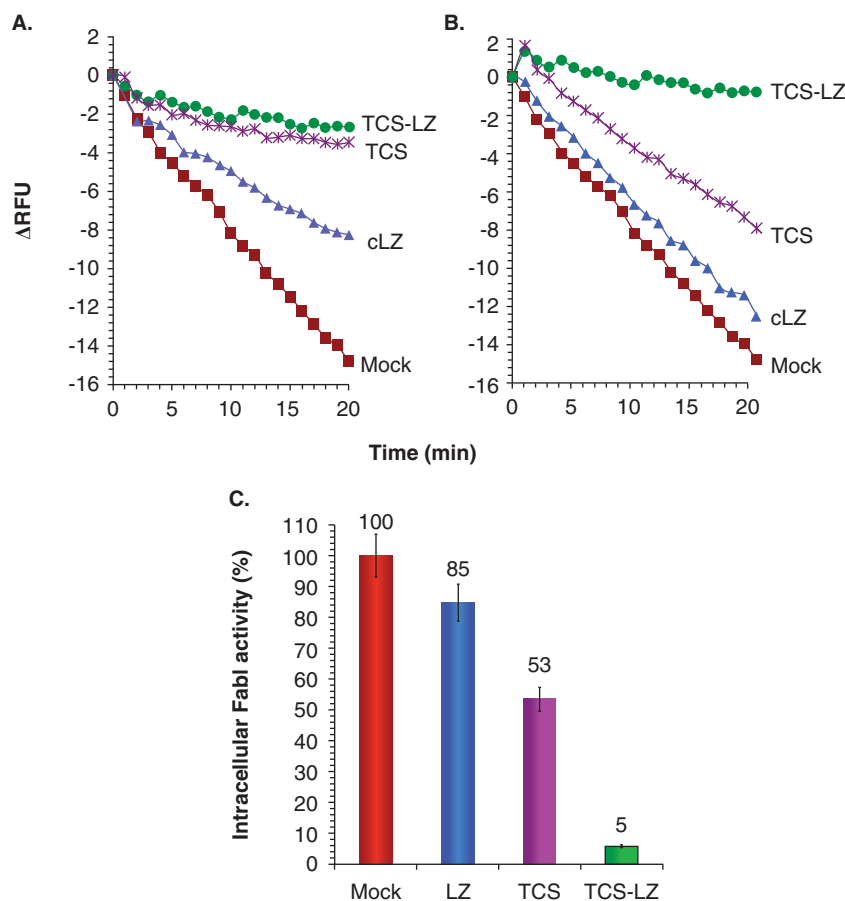 A.
2
0
-2
-4
-6
-8
-10
-12
-14
-16
ΔRFU
TCS-LZ
TCS
cLZ
Mock
0 5 10 15 20
B.
2
0
-2
-4
-6
-8
-10
-12
-14
-16
TCS-LZ
TCS
cLZ
Mock
0 5 10 15 20
Time (min)
C.
Intracellular FabI activity (%)
110
100
90
80
70
60
50
40
30
20
10
0
100
85
53
5
Mock LZ TCS TCS-LZ